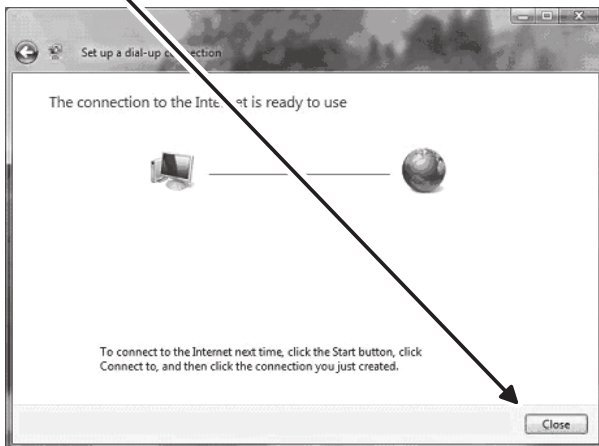 Set up a dial-up connection
The connection to the Internet is ready to use
To connect to the Internet next time, click the Start button, click
Connect to, and then click the connection you just created.
Close